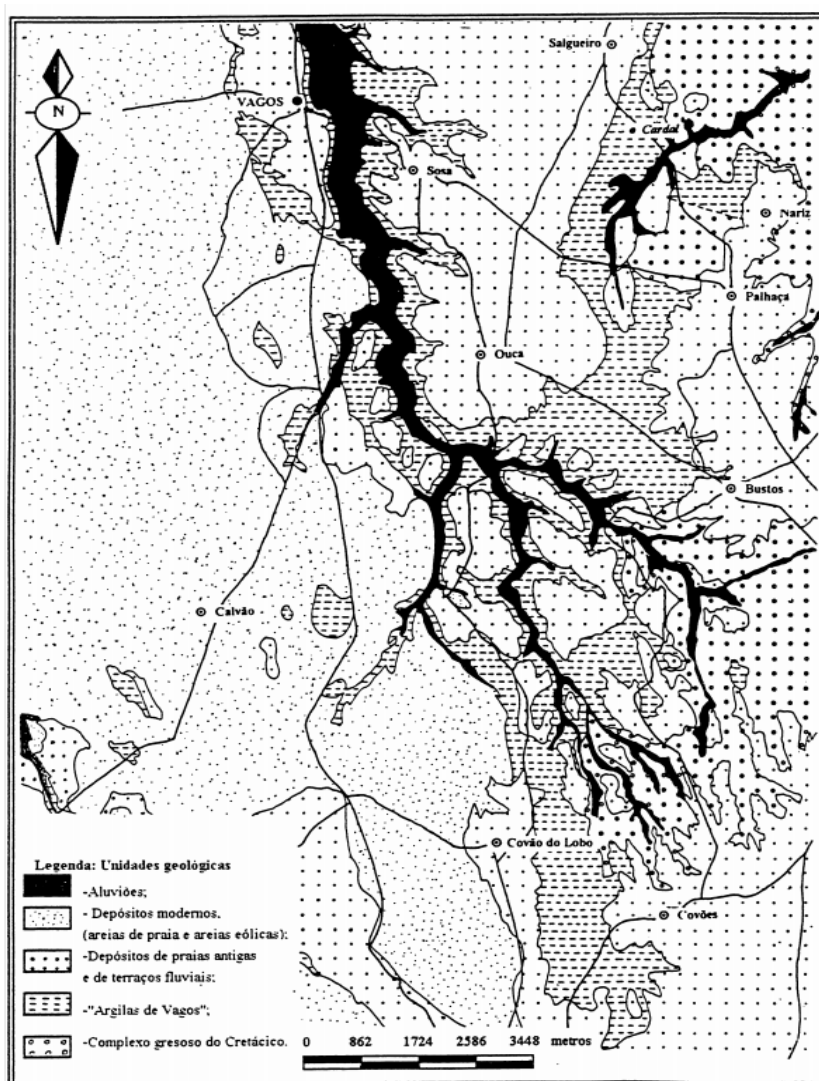 Salgueiro
N
VAGOS
Cardal
Sosa
Nariz
Palhaça
Ouca
Bustos
Calvão
Covão do Lobo
Covões
Legenda: Unidades geológicas
-Aluviões;
- Depósitos modernos,
(areias de praia e areias eólicas);
-Depósitos de praias antigas
e de terraços fluviais;
-"Argilas de Vagos";
-Complexo gresoso do Cretácico.
0 862 1724 2586 3448 metros